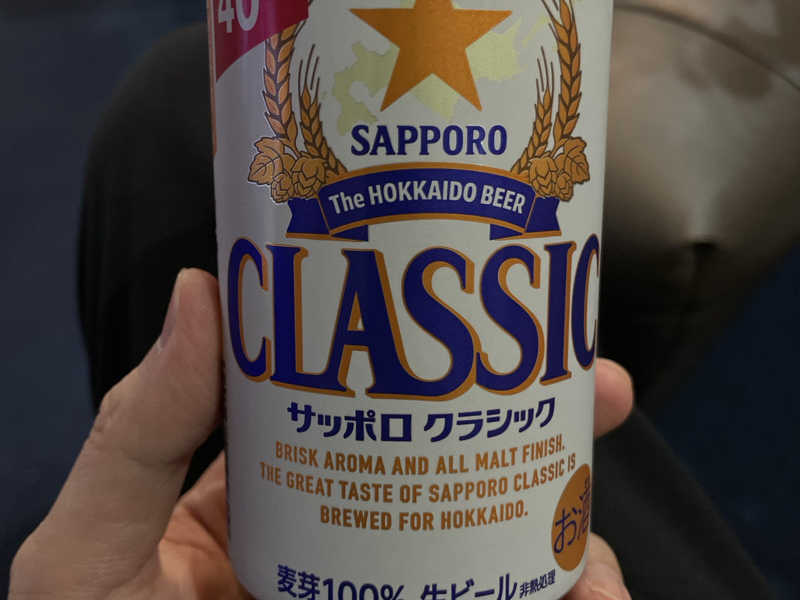 40
SAPPORO
The HOKKAIDO BEER
CLASSIC
サッポロ クラシック
BRISK AROMA AND ALL MALT FINISH.
THE GREAT TASTE OF SAPPORO CLASSIC IS
BREWED FOR HOKKAIDO.
お酒
麦芽100% 生ビール 非熱処理